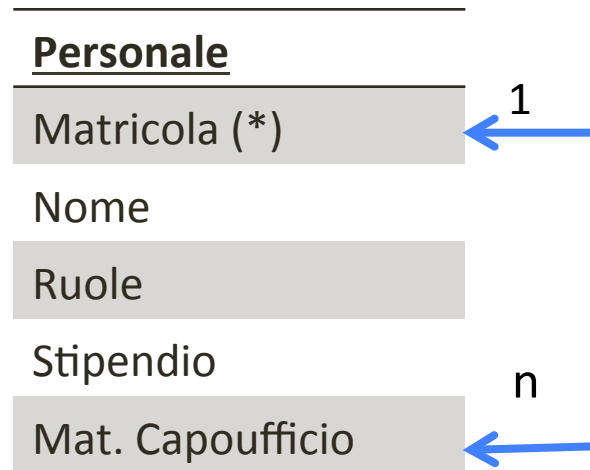 Personale
Matricola (*)
1
Nome
Ruole
Stipendio
n
Mat. Capoufficio